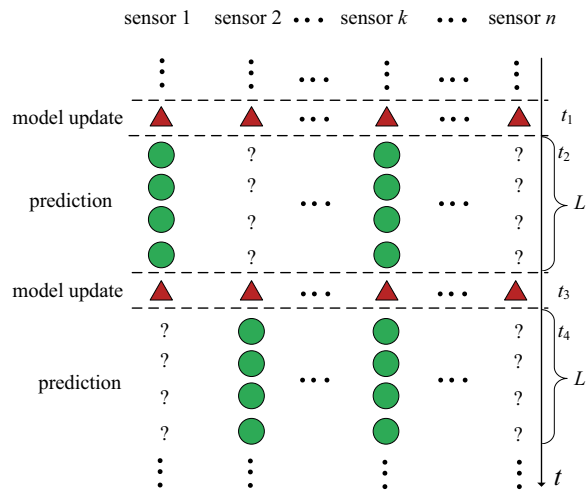 sensor 1 sensor 2 ••• sensor k ••• sensor n
model update t1
? ? t2
? ?
prediction L
? ?
? ?
model update t3
? ? t4
? ?
prediction L
? ?
? ?
t